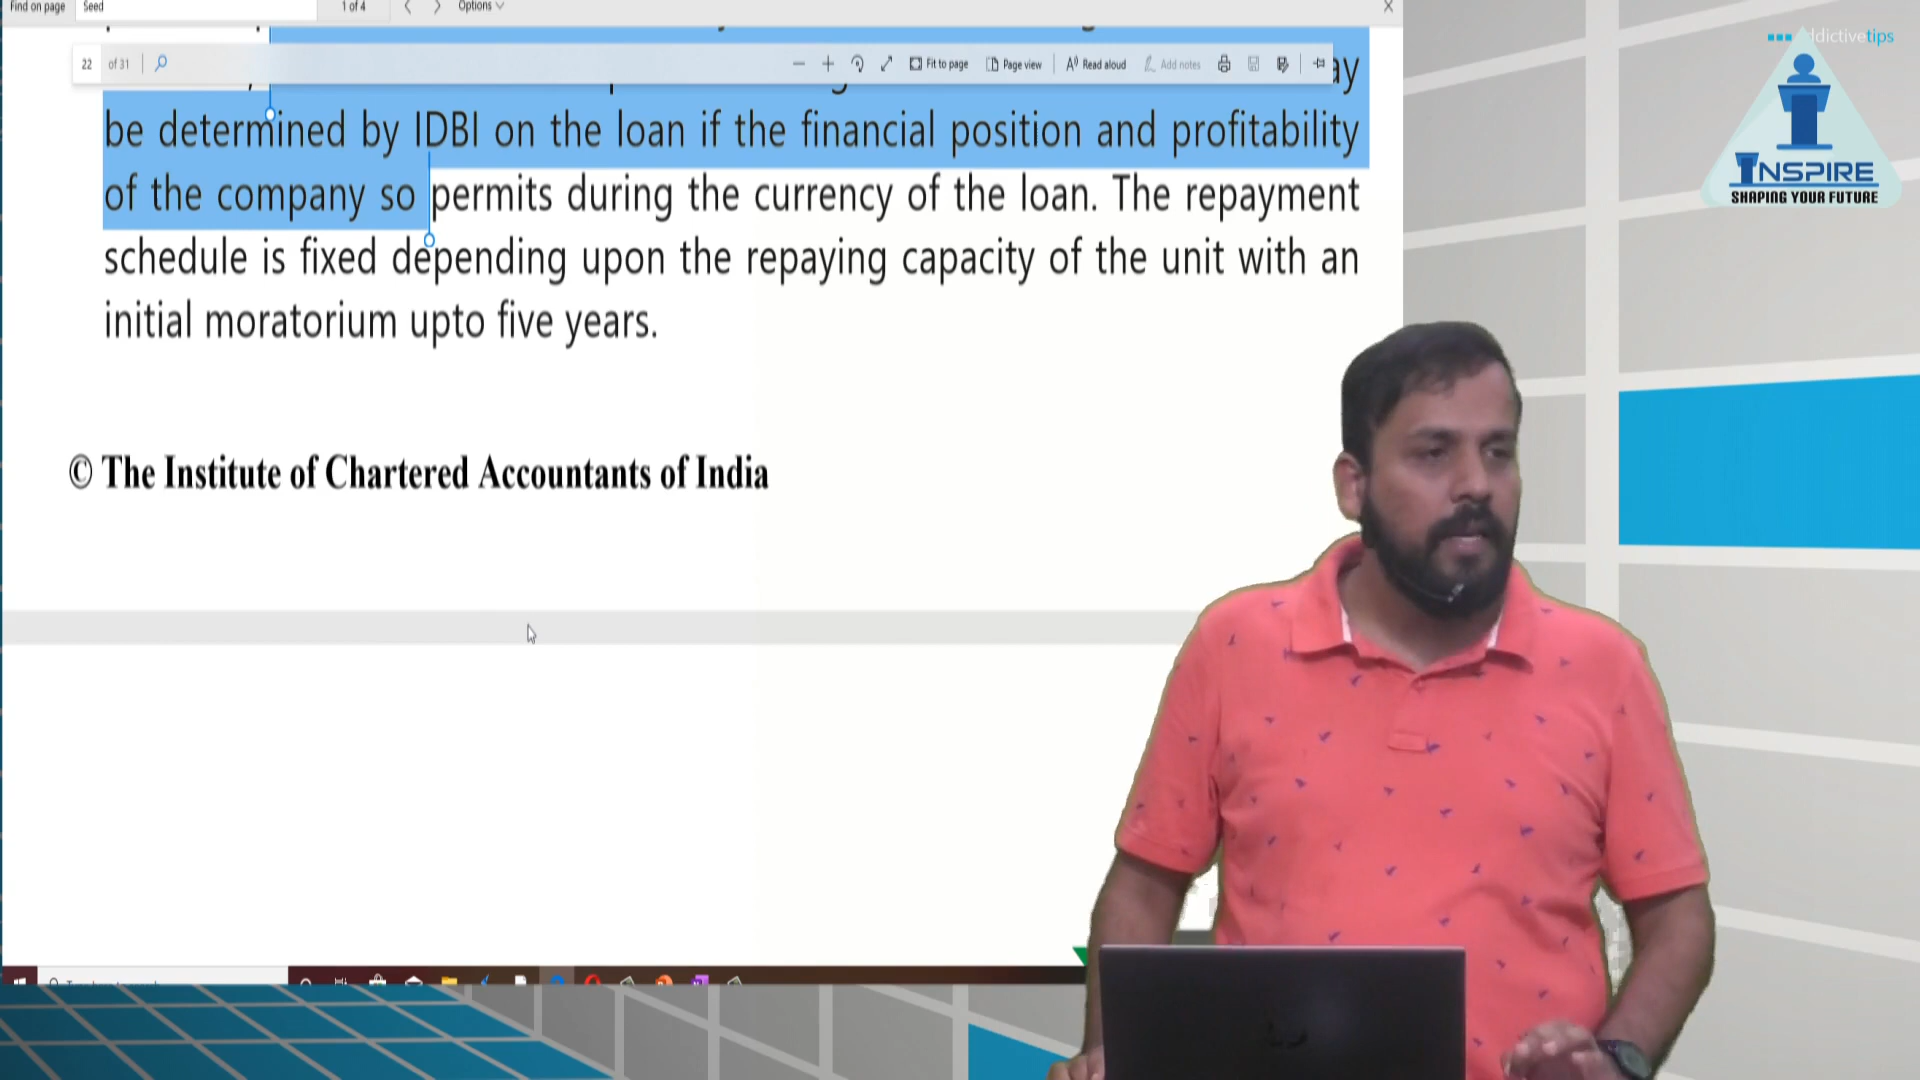 Find on page Seed 1 of 4 Options
22 of 31 Fit to page Page view Read aloud Add notes
be determined by IDBI on the loan if the financial position and profitability
of the company so permits during the currency of the loan. The repayment
schedule is fixed depending upon the repaying capacity of the unit with an
initial moratorium upto five years.
© The Institute of Chartered Accountants of India
addictivetips
INSPIRE
SHAPING YOUR FUTURE